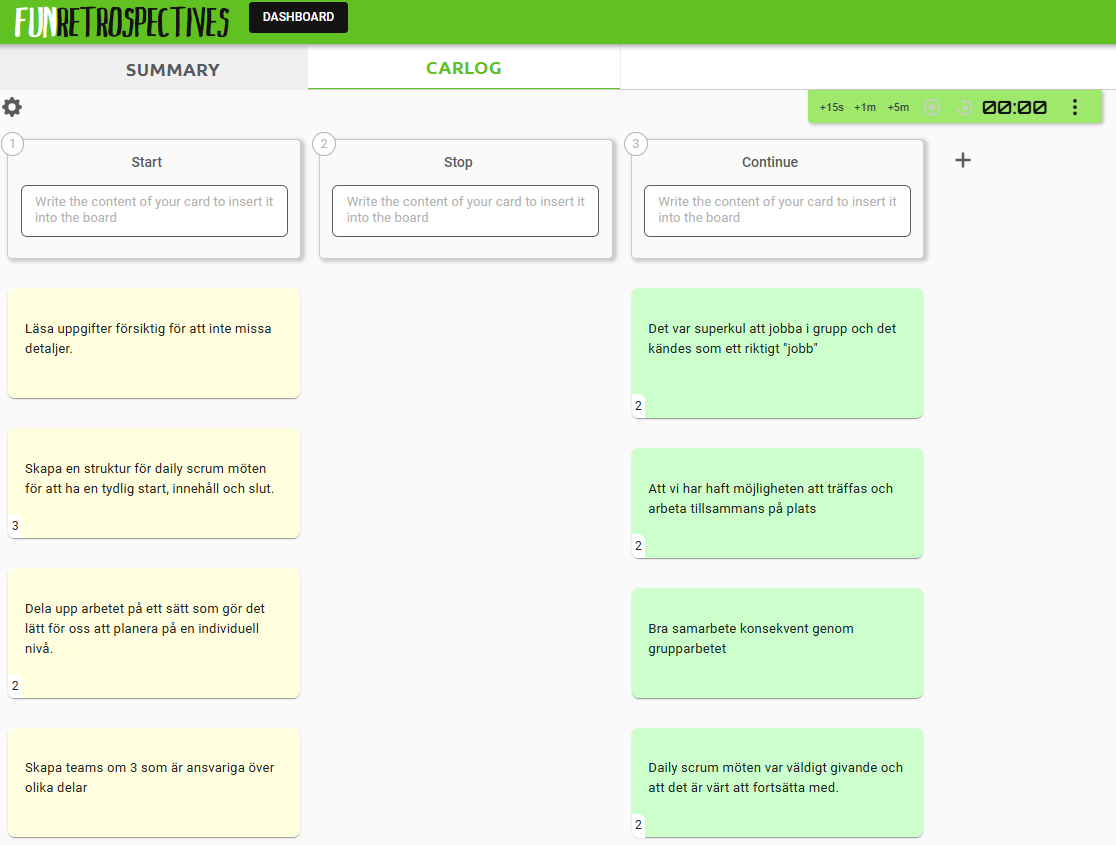 FUNRETROSPECTIVES
DASHBOARD
SUMMARY
CARLOG
+15s +1m +5m 00:00
1
Start
Write the content of your card to insert it
into the board
2
Stop
Write the content of your card to insert it
into the board
3
Continue
Write the content of your card to insert it
into the board
+
Läsa uppgifter försiktig för att inte missa
detaljer.
Skapa en struktur för daily scrum möten
för att ha en tydlig start, innehåll och slut.
3
Dela upp arbetet på ett sätt som gör det
lätt för oss att planera på en individuell
nivå.
2
Skapa teams om 3 som är ansvariga över
olika delar
Det var superkul att jobba i grupp och det
kändes som ett riktigt "jobb"
2
Att vi har haft möjligheten att träffas och
arbeta tillsammans på plats
2
Bra samarbete konsekvent genom
grupparbetet
Daily scrum möten var väldigt givande och
att det är värt att fortsätta med.
2